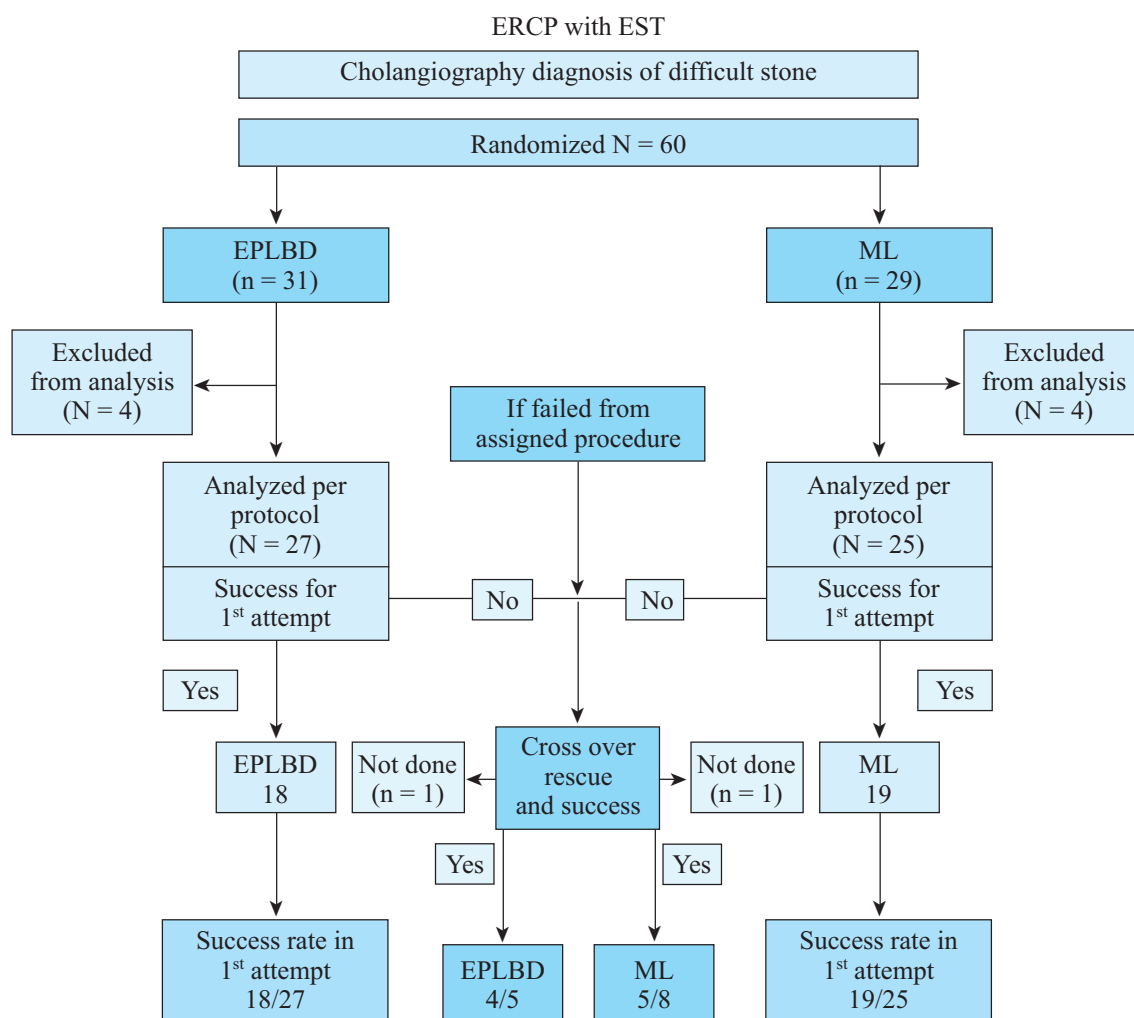 ERCP with EST
Cholangiography diagnosis of difficult stone
Randomized N = 60
EPLBD
(n = 31)
ML
(n = 29)
Excluded
from analysis
(N = 4)
Excluded
from analysis
(N = 4)
If failed from
assigned procedure
Analyzed per
protocol
(N = 27)
Analyzed per
protocol
(N = 25)
Success for
1st attempt
No
No
Success for
1st attempt
Yes
Yes
EPLBD
18
Not done
(n = 1)
Cross over
rescue
and success
Not done
(n = 1)
ML
19
Yes
Yes
Success rate in
1st attempt
18/27
EPLBD
4/5
ML
5/8
Success rate in
1st attempt
19/25